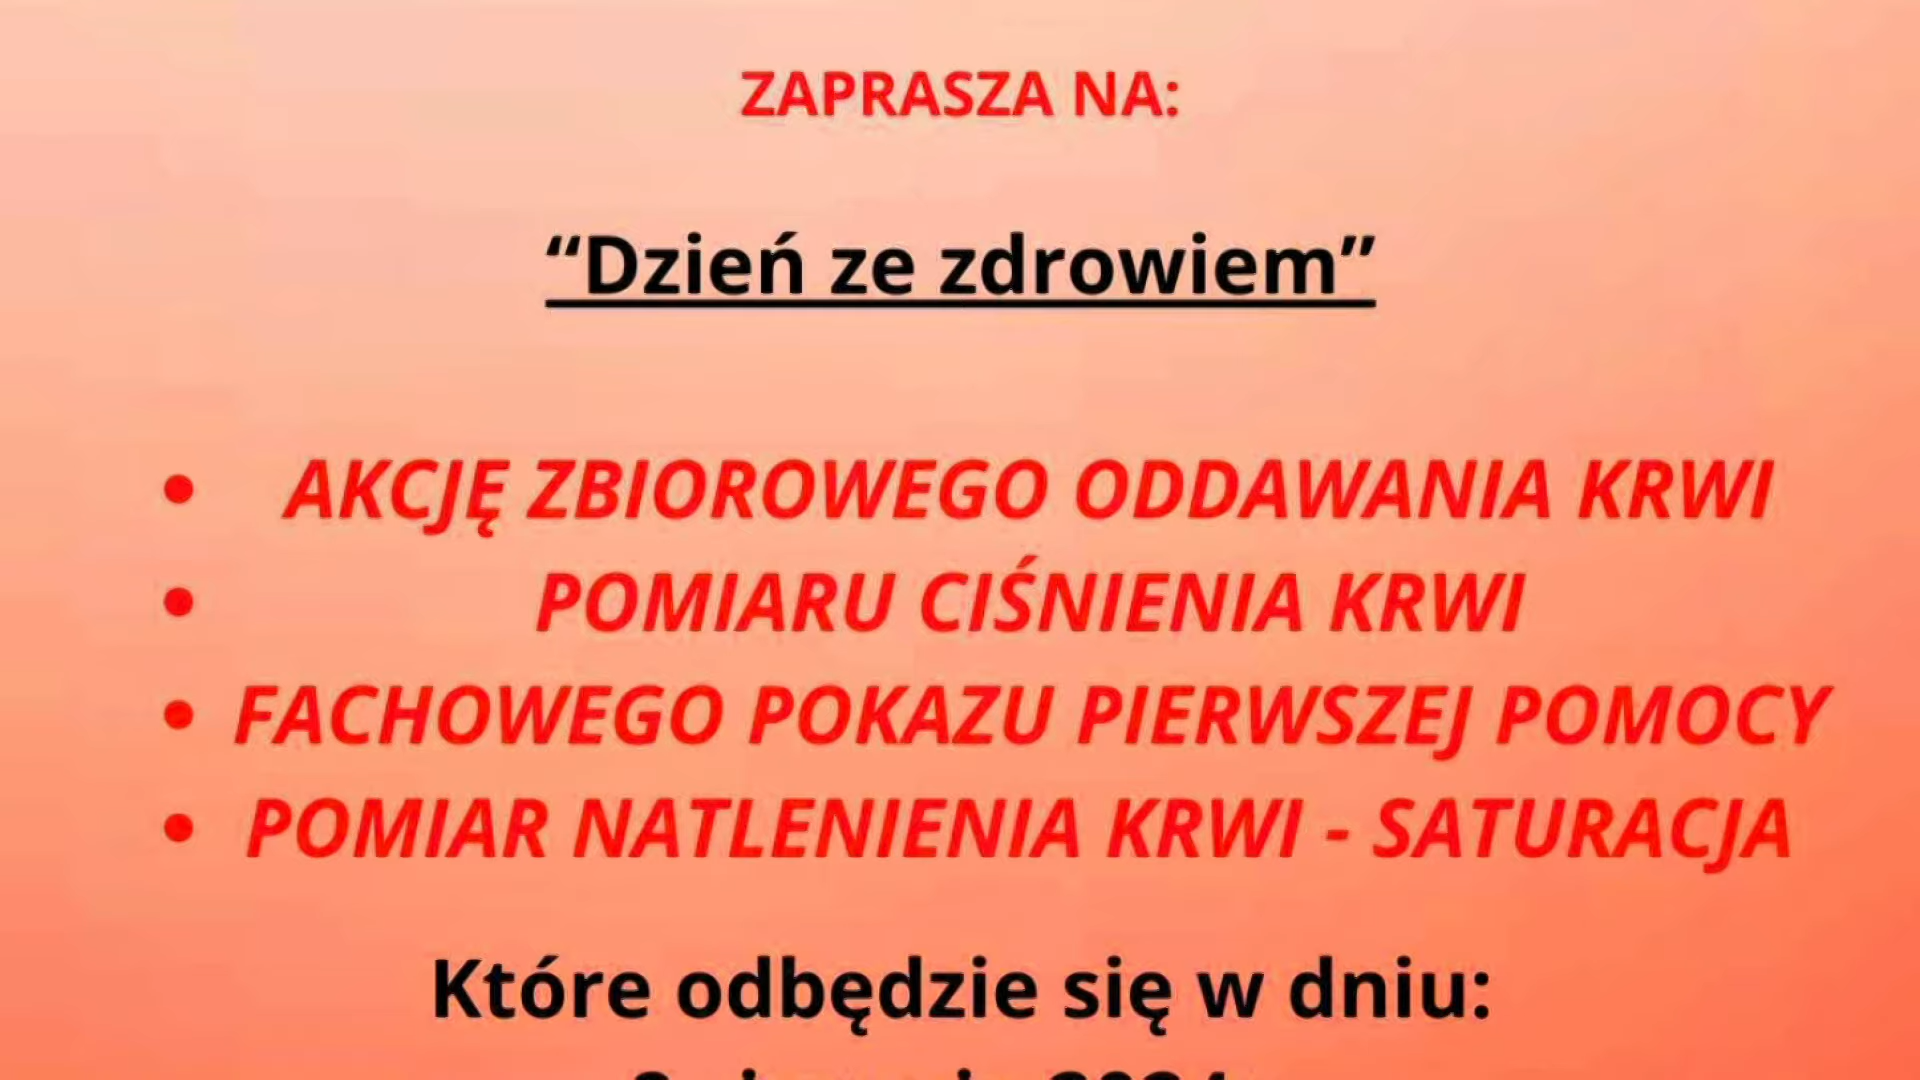 ZAPRASZA NA:
“Dzień ze zdrowiem”
• AKCJĘ ZBIOROWEGO ODDAWANIA KRWI
• POMIARU CIŚNIENIA KRWI
• FACHOWEGO POKAZU PIERWSZEJ POMOCY
• POMIAR NATLENIENIA KRWI - SATURACJA
Które odbędzie się w dniu: